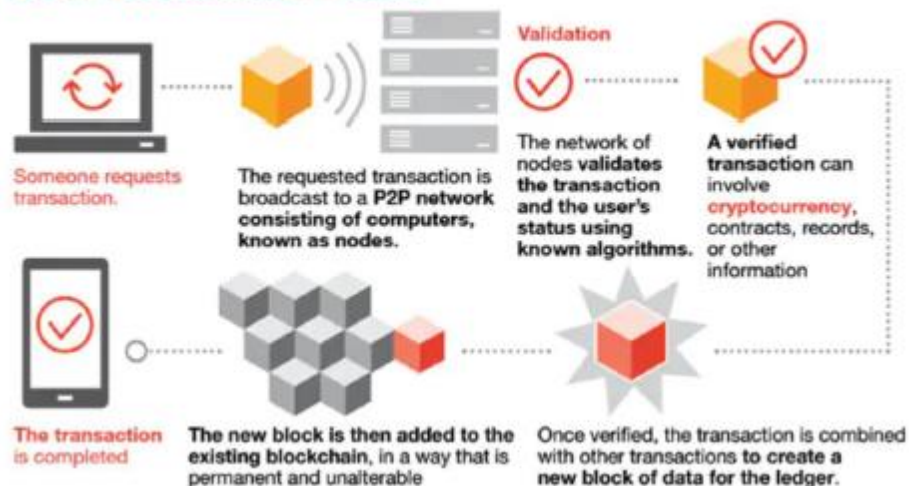 Someone requests
transaction.
The requested transaction is
broadcast to a P2P network
consisting of computers,
known as nodes.
Validation
The network of
nodes validates
the transaction
and the user's
status using
known algorithms.
A verified
transaction can
involve
cryptocurrency,
contracts, records,
or other
information
Once verified, the transaction is combined
with other transactions to create a
new block of data for the ledger.
The new block is then added to the
existing blockchain, in a way that is
permanent and unalterable
The transaction
is completed